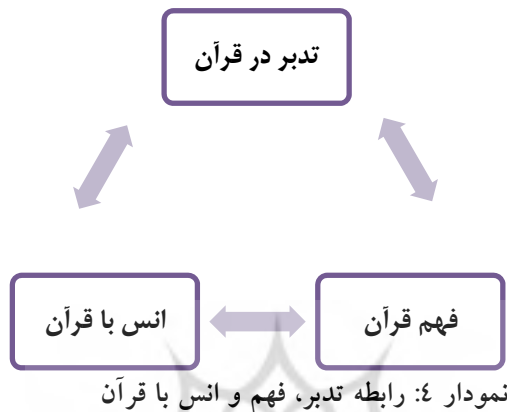 تدبر در قرآن
فهم قرآن
انس با قرآن
نمودار ٤: رابطه تدبر، فهم و انس با قرآن